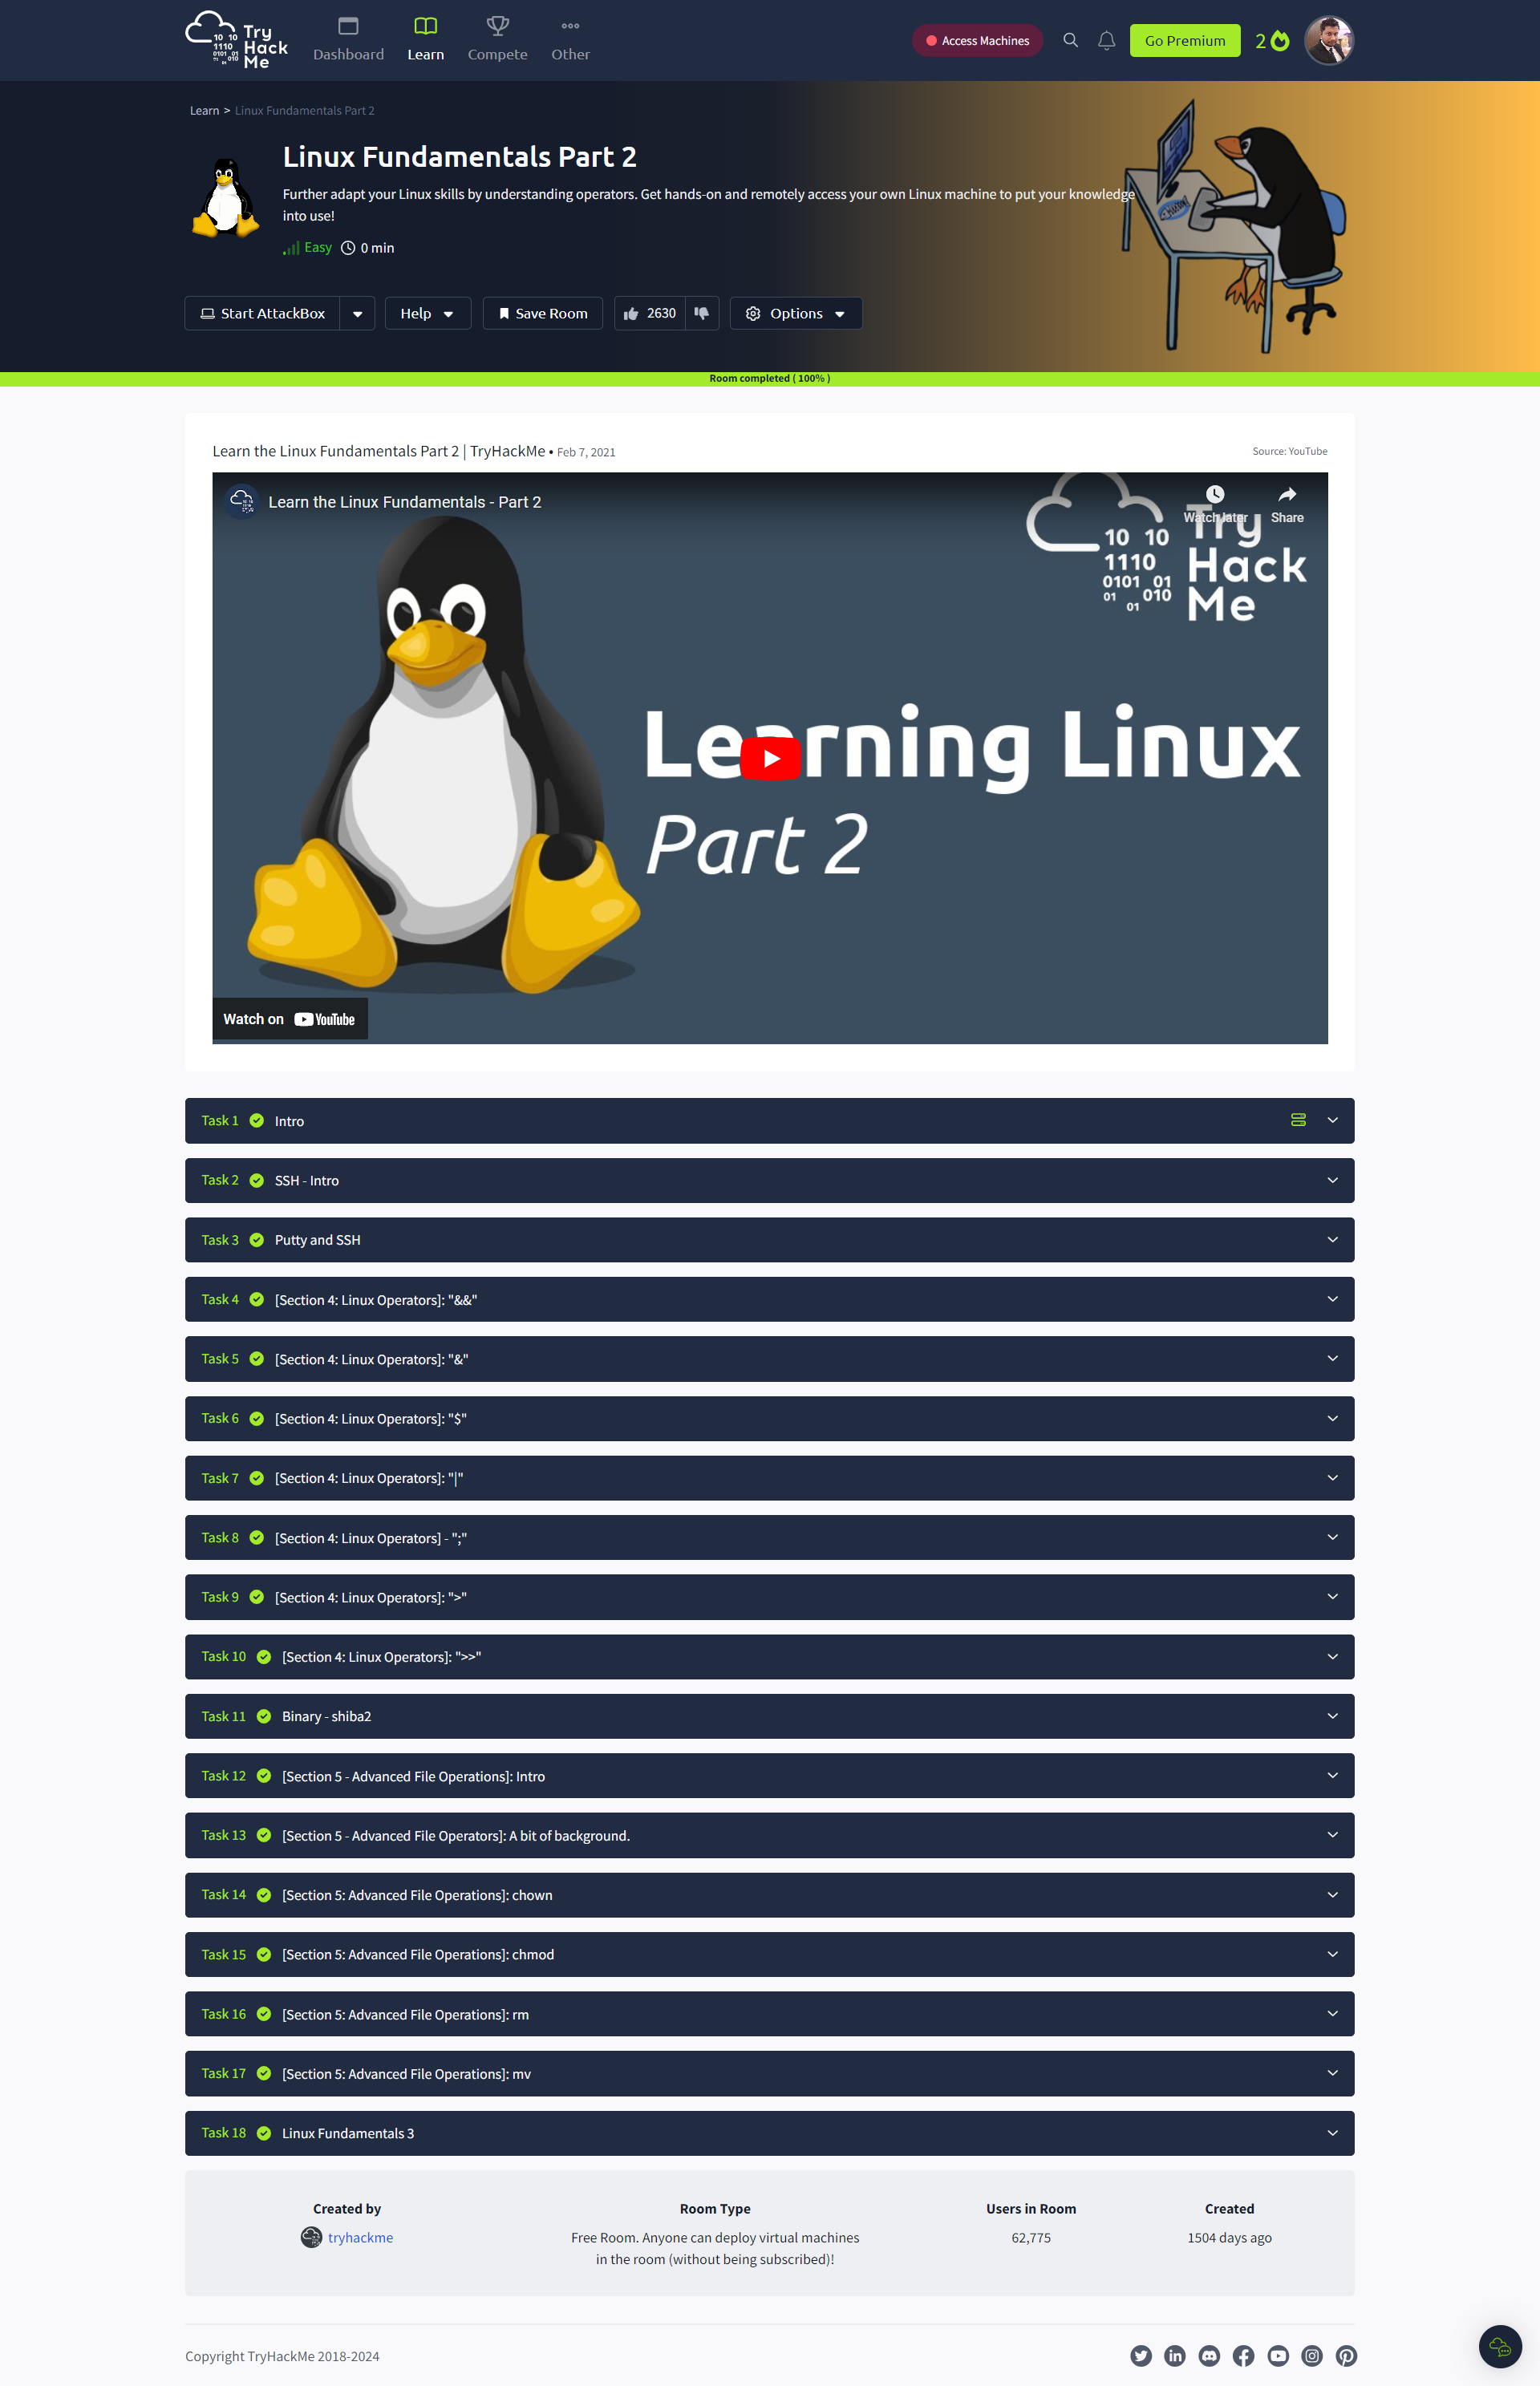 Try
Hack
Me
10 10
1110
0101 01
01 01
Dashboard
Learn
Compete
Other
Access Machines
Go Premium
2
Learn > Linux Fundamentals Part 2
Linux Fundamentals Part 2
Further adapt your Linux skills by understanding operators. Get hands-on and remotely access your own Linux machine to put your knowledge
into use!
Easy 0 min
Start AttackBox
Help
Save Room
2630
Options
Room completed ( 100% )
Learn the Linux Fundamentals Part 2 | TryHackMe • Feb 7, 2021
Source: YouTube
Learn the Linux Fundamentals - Part 2
Watch later
Share
10 10
1110
0101 01
01 010
01
Try
Hack
Me
Learning Linux
Part 2
Watch on YouTube
Task 1 Intro
Task 2 SSH - Intro
Task 3 Putty and SSH
Task 4 [Section 4: Linux Operators]: "&&"
Task 5 [Section 4: Linux Operators]: "&"
Task 6 [Section 4: Linux Operators]: "$"
Task 7 [Section 4: Linux Operators]: "|"
Task 8 [Section 4: Linux Operators] - ";"
Task 9 [Section 4: Linux Operators]: ">"
Task 10 [Section 4: Linux Operators]: ">>"
Task 11 Binary - shiba2
Task 12 [Section 5 - Advanced File Operations]: Intro
Task 13 [Section 5 - Advanced File Operators]: A bit of background.
Task 14 [Section 5: Advanced File Operations]: chown
Task 15 [Section 5: Advanced File Operations]: chmod
Task 16 [Section 5: Advanced File Operations]: rm
Task 17 [Section 5: Advanced File Operations]: mv
Task 18 Linux Fundamentals 3
Created by
tryhackme
Room Type
Free Room. Anyone can deploy virtual machines
in the room (without being subscribed)!
Users in Room
62,775
Created
1504 days ago
Copyright TryHackMe 2018-2024